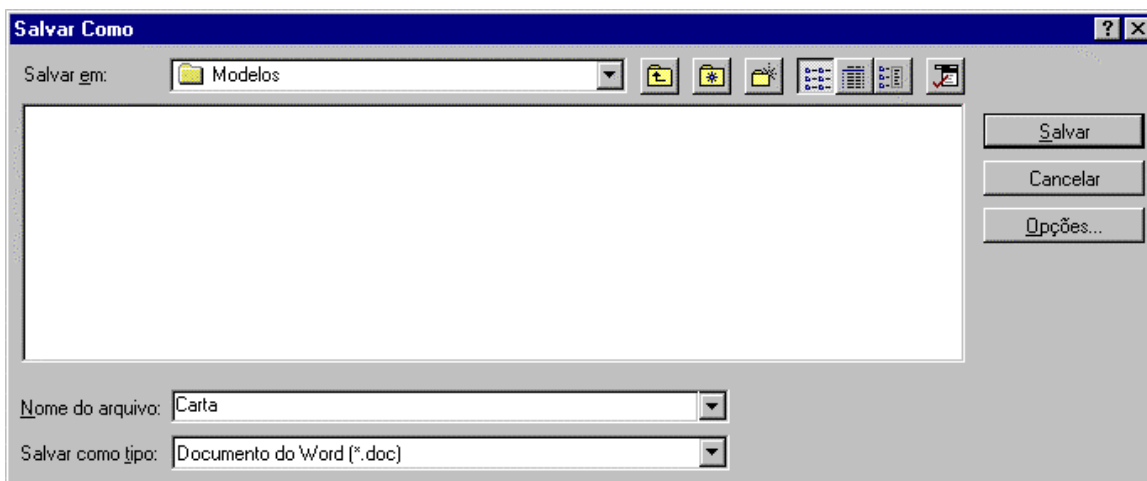 Salvar Como
Salvar em: Modelos
Salvar
Cancelar
Opções...
Nome do arquivo: Carta
Salvar como tipo: Documento do Word (*.doc)